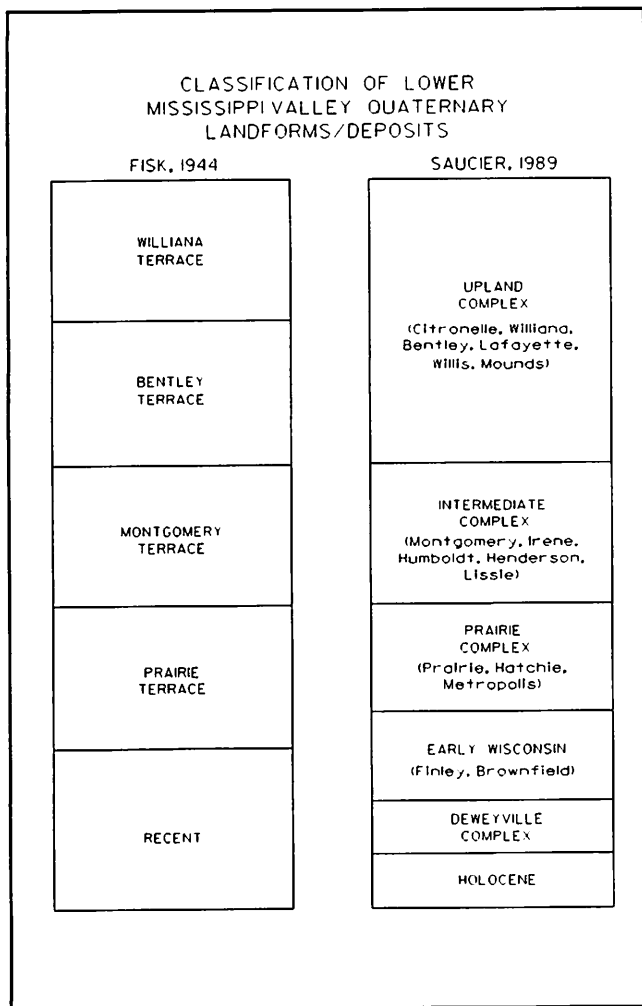 CLASSIFICATION OF LOWER
MISSISSIPPI VALLEY QUATERNARY
LANDFORMS/DEPOSITS
FISK, 1944
WILLIANA
TERRACE
BENTLEY
TERRACE
MONTGOMERY
TERRACE
PRAIRIE
TERRACE
RECENT
SAUCIER, 1989
UPLAND
COMPLEX
(Citronelle, Williana,
Bentley, Lafayette,
Willis, Mounds)
INTERMEDIATE
COMPLEX
(Montgomery, Irene,
Humboldt, Henderson,
Lissie)
PRAIRIE
COMPLEX
(Prairie, Hatchie,
Metropolis)
EARLY WISCONSIN
(Finley, Brownfield)
DEWEYVILLE
COMPLEX
HOLOCENE